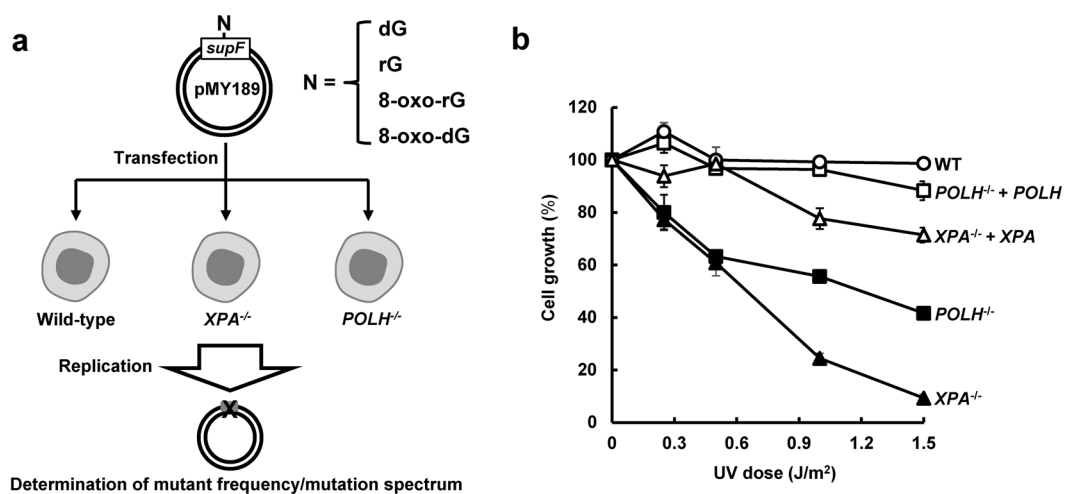 a
N
supF
pMY189
N =
dG
rG
8-oxo-rG
8-oxo-dG
Transfection
Wild-type
XPA-/-
POLH-/-
Replication
X
Determination of mutant frequency/mutation spectrum
b
Cell growth (%)
120
100
80
60
40
20
0
0
0.3
0.6
0.9
1.2
1.5
UV dose (J/m²)
WT
POLH-/- + POLH
XPA-/- + XPA
POLH-/-
XPA-/-